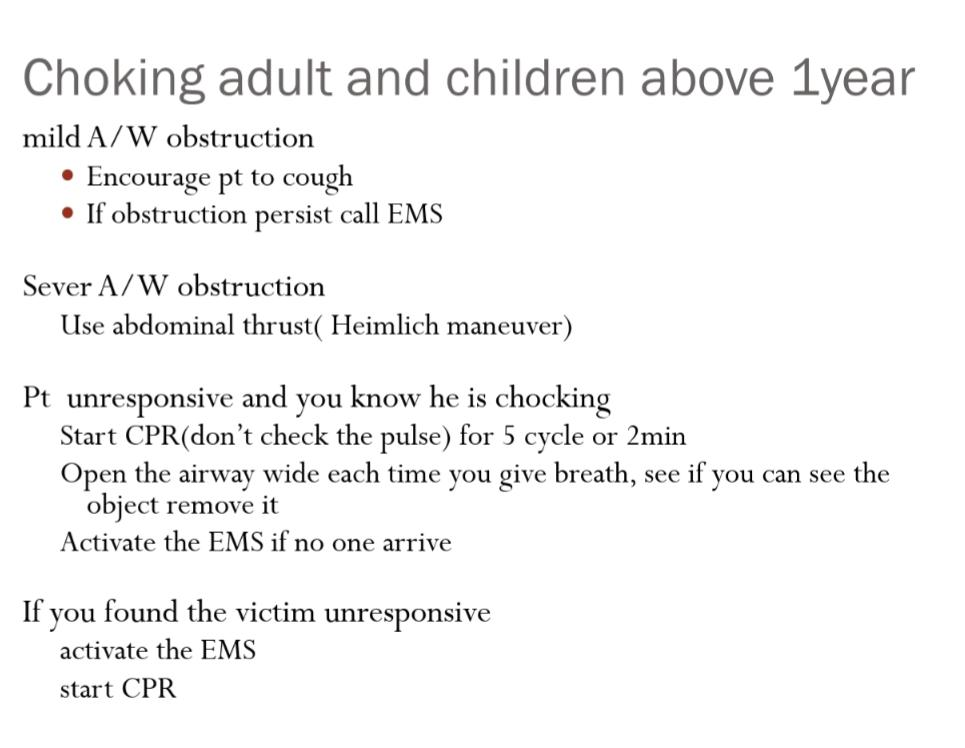 Choking adult and children above 1year
mild A/W obstruction
• Encourage pt to cough
• If obstruction persist call EMS
Sever A/W obstruction
Use abdominal thrust( Heimlich maneuver)
Pt  unresponsive and you know he is chocking
Start CPR(don't check the pulse) for 5 cycle or 2min
Open the airway wide each time you give breath, see if you can see the
object remove it
Activate the EMS if no one arrive
If you found the victim unresponsive
activate the EMS
start CPR